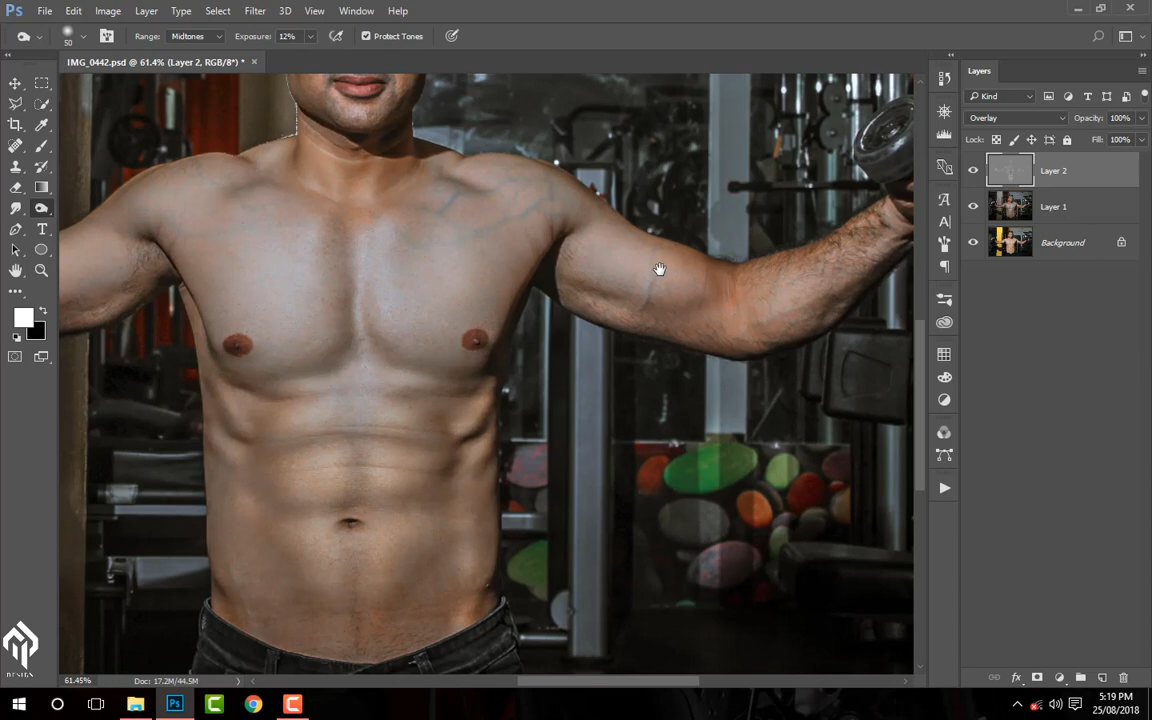 Ps File Edit Image Layer Type Select Filter 3D View Window Help
50 Range: Midtones Exposure: 12% Protect Tones
IMG_0442.psd @ 61.4% (Layer 2, RGB/8*) * ×
Layers
Kind
Overlay Opacity: 100%
Lock: Fill: 100%
Layer 2
Layer 1
Background
DESIGN
61.45% Doc: 17.2M/44.5M
Ps C C 5:19 PM
25/08/2018